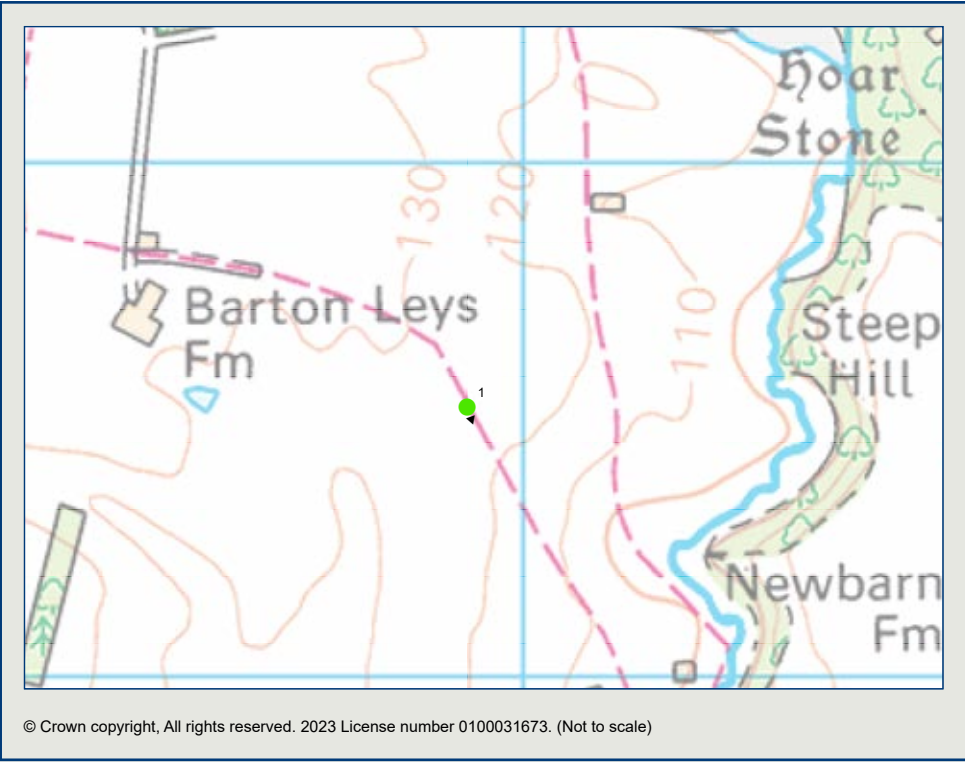 Hoar
Stone
130
120
Barton Leys
Fm
110
Steep
Hill
1
Newbarn
Fm
© Crown copyright, All rights reserved. 2023 License number 0100031673. (Not to scale)